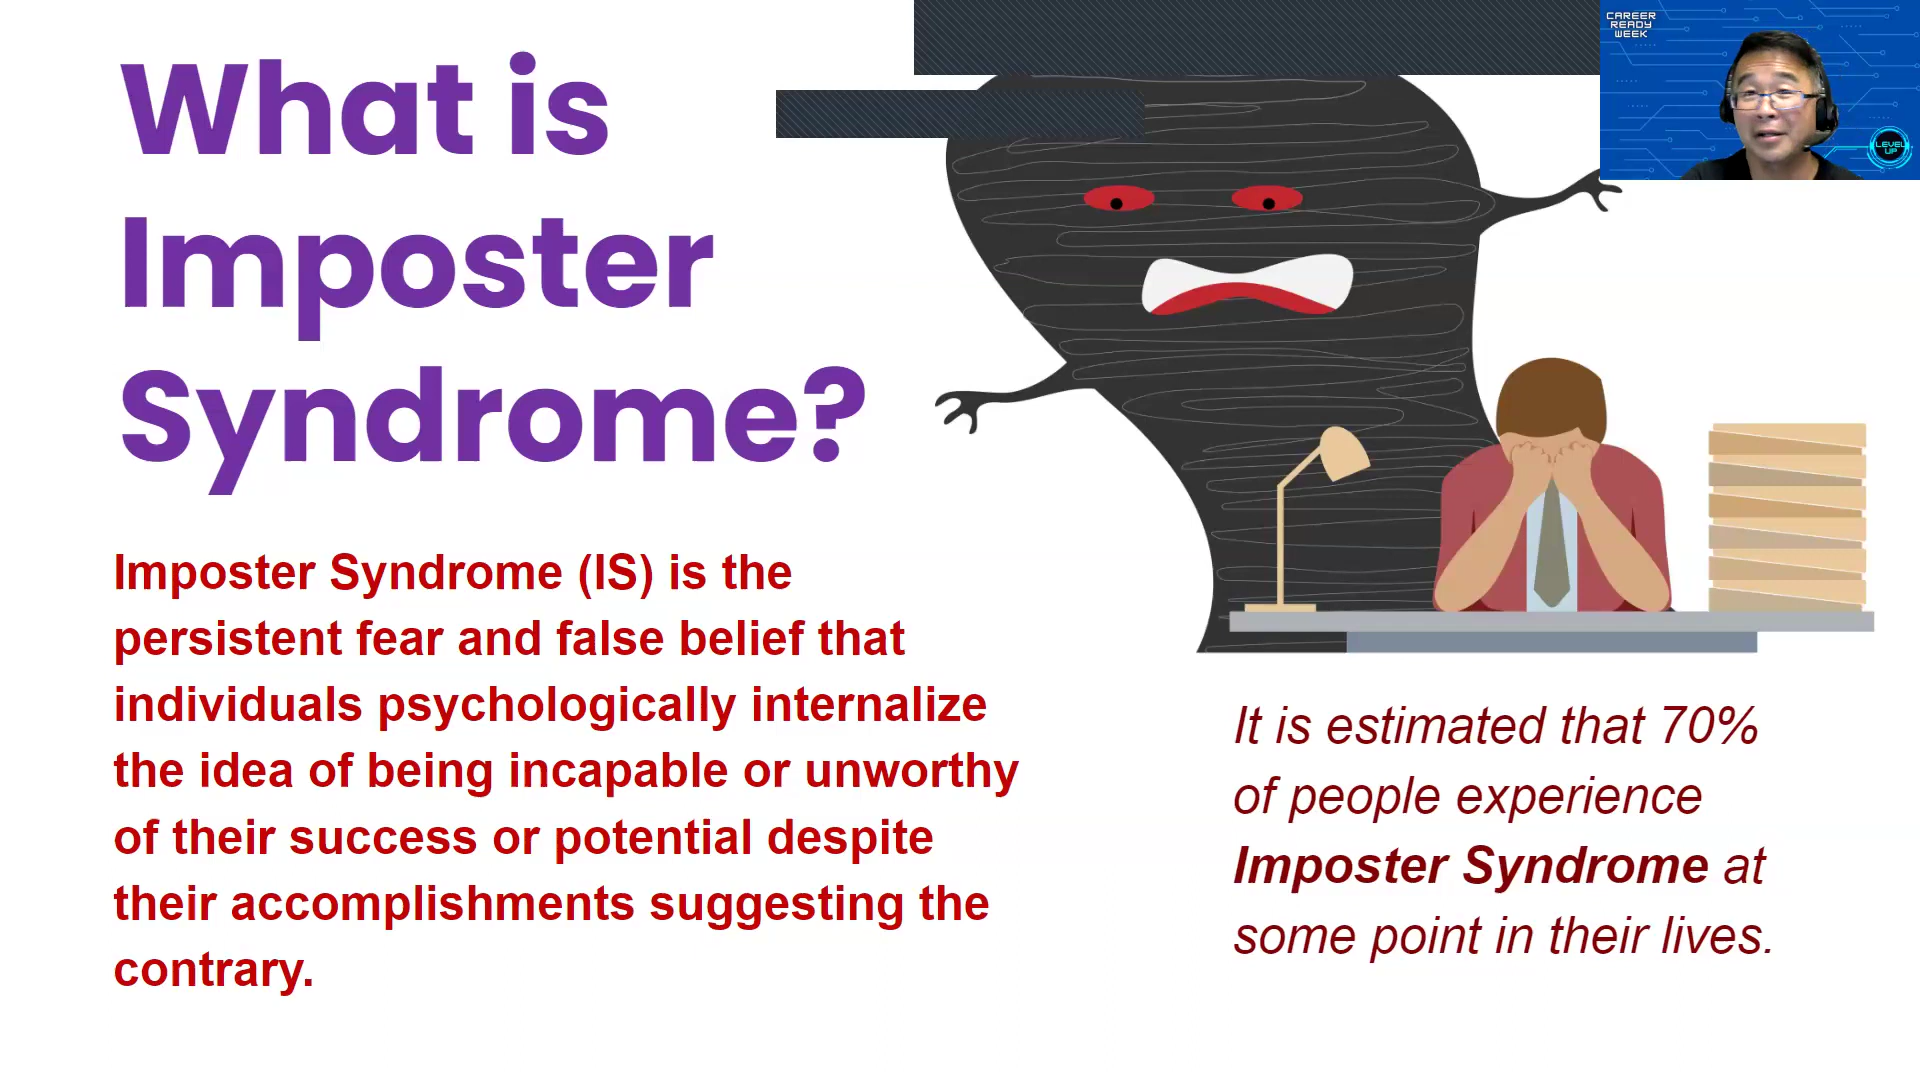 What is
Imposter
Syndrome?
Imposter Syndrome (IS) is the
persistent fear and false belief that
individuals psychologically internalize
the idea of being incapable or unworthy
of their success or potential despite
their accomplishments suggesting the
contrary.
It is estimated that 70%
of people experience
Imposter Syndrome at
some point in their lives.
CAREER
READY
WEEK
LEVEL
UP